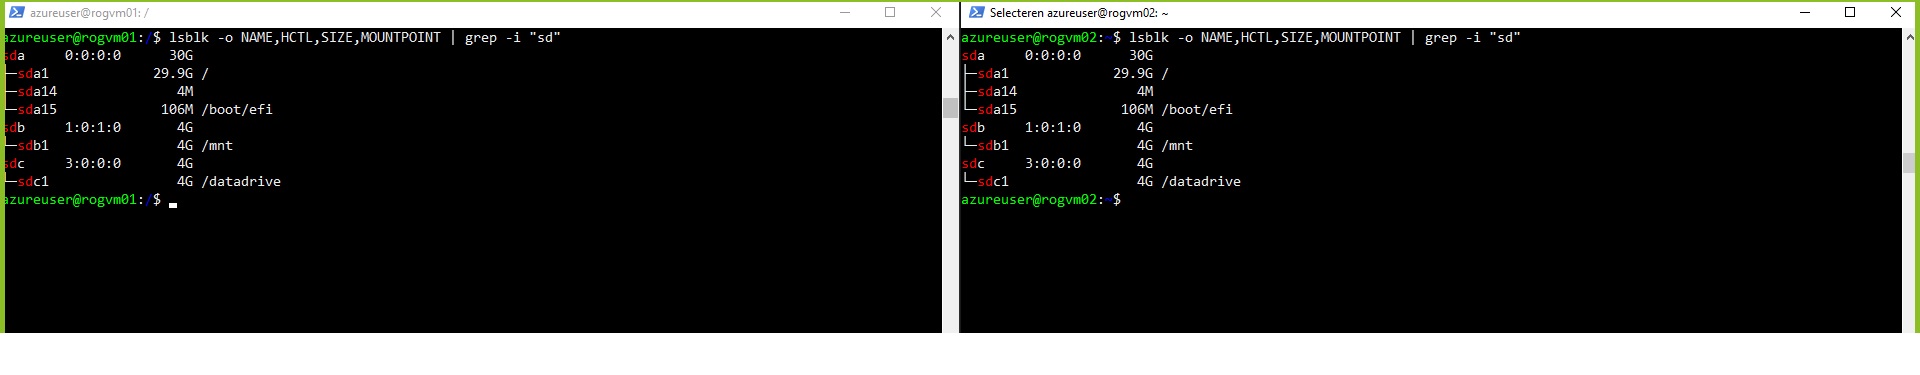 azureuser@rogvm01: /
azureuser@rogvm01:/$ lsblk -o NAME,HCTL,SIZE,MOUNTPOINT | grep -i "sd"
sda     0:0:0:0      30G
├─sda1             29.9G /
├─sda14               4M
└─sda15             106M /boot/efi
sdb     1:0:1:0       4G
└─sdb1                4G /mnt
sdc     3:0:0:0       4G
└─sdc1                4G /datadrive
azureuser@rogvm01:/$
Selecteren azureuser@rogvm02: ~
azureuser@rogvm02:~$ lsblk -o NAME,HCTL,SIZE,MOUNTPOINT | grep -i "sd"
sda     0:0:0:0      30G
├─sda1             29.9G /
├─sda14               4M
└─sda15             106M /boot/efi
sdb     1:0:1:0       4G
└─sdb1                4G /mnt
sdc     3:0:0:0       4G
└─sdc1                4G /datadrive
azureuser@rogvm02:~$